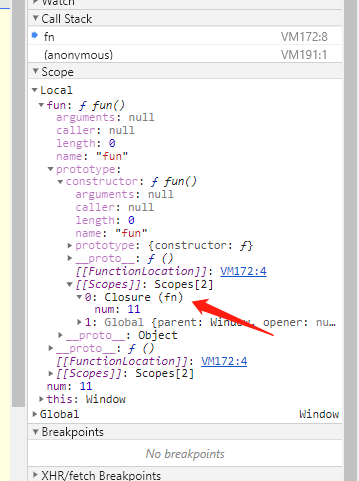 Watch
Call Stack
fn VM172:8
(anonymous) VM191:1
Scope
Local
fun: ƒ fun()
arguments: null
caller: null
length: 0
name: "fun"
prototype:
constructor: ƒ fun()
arguments: null
caller: null
length: 0
name: "fun"
prototype: {constructor: ƒ}
__proto__: ƒ ()
[[FunctionLocation]]: VM172:4
[[Scopes]]: Scopes[2]
0: Closure (fn)
num: 11
1: Global {parent: Window, opener: nu…
__proto__: Object
__proto__: ƒ ()
[[FunctionLocation]]: VM172:4
[[Scopes]]: Scopes[2]
num: 11
this: Window
Global Window
Breakpoints
No breakpoints
XHR/fetch Breakpoints